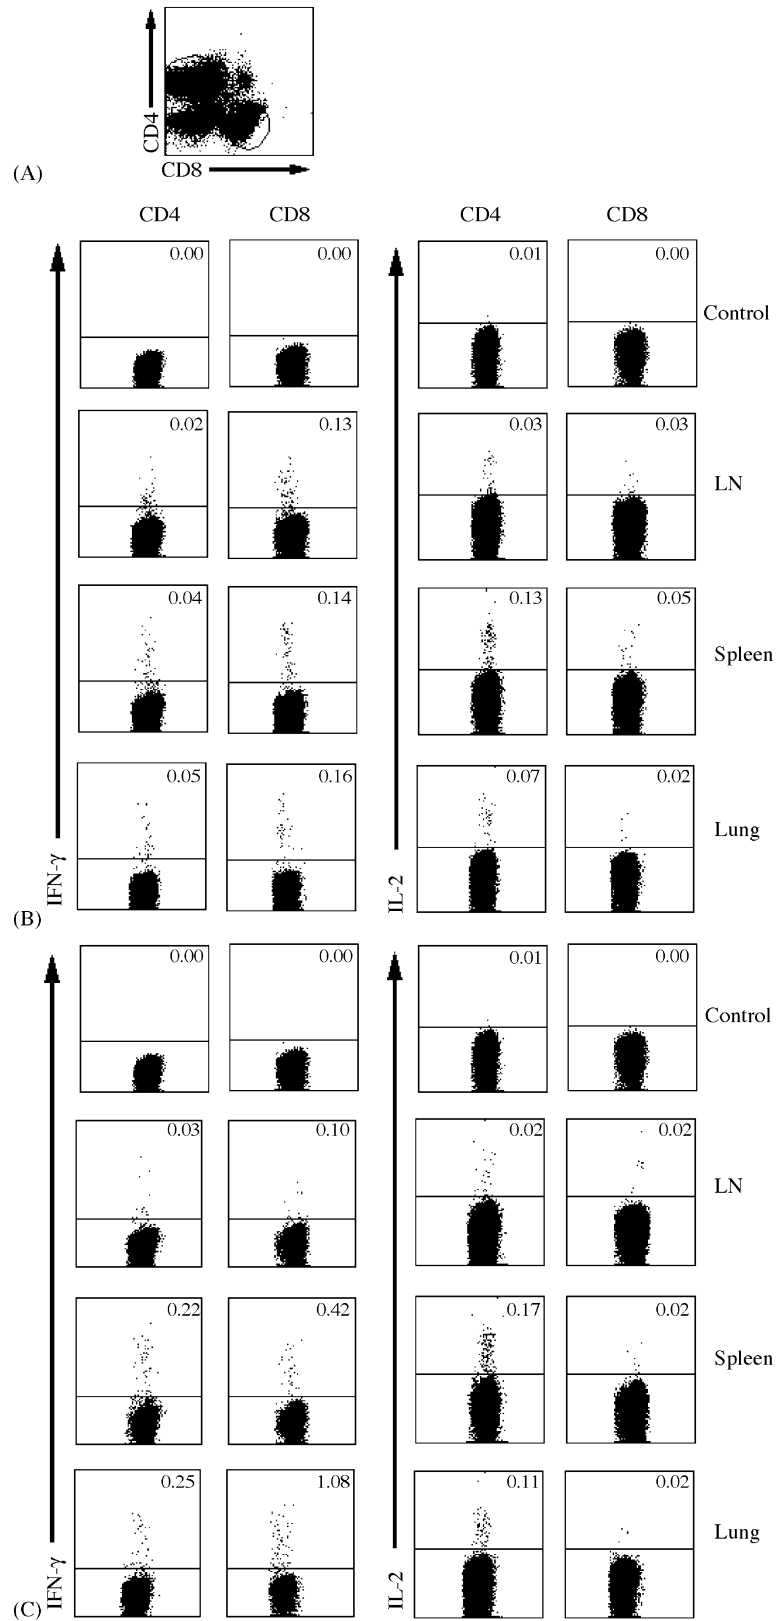 CD4
CD8
(A)
CD4 CD8 CD4 CD8
0.00 0.00 0.01 0.00
Control
0.02 0.13 0.03 0.03
LN
0.04 0.14 0.13 0.05
Spleen
0.05 0.16 0.07 0.02
Lung
IFN-γ IL-2
(B)
0.00 0.00 0.01 0.00
Control
0.03 0.10 0.02 0.02
LN
0.22 0.42 0.17 0.02
Spleen
0.25 1.08 0.11 0.02
Lung
IFN-γ IL-2
(C)